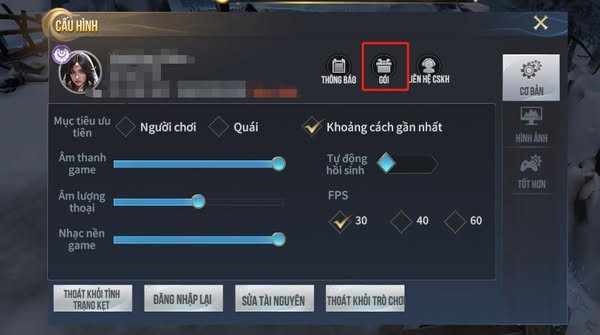 CẤU HÌNH
THÔNG BÁO
GÓI
LIÊN HỆ CSKH
CƠ BẢN
HÌNH ẢNH
TỐT HƠN
Mục tiêu ưu tiên
Người chơi
Quái
Khoảng cách gần nhất
Âm thanh game
Tự động hồi sinh
Âm lượng thoại
FPS
30
40
60
Nhạc nền game
THOÁT KHỎI TÌNH TRẠNG KẸT
ĐĂNG NHẬP LẠI
SỬA TÀI NGUYÊN
THOÁT KHỎI TRÒ CHƠI